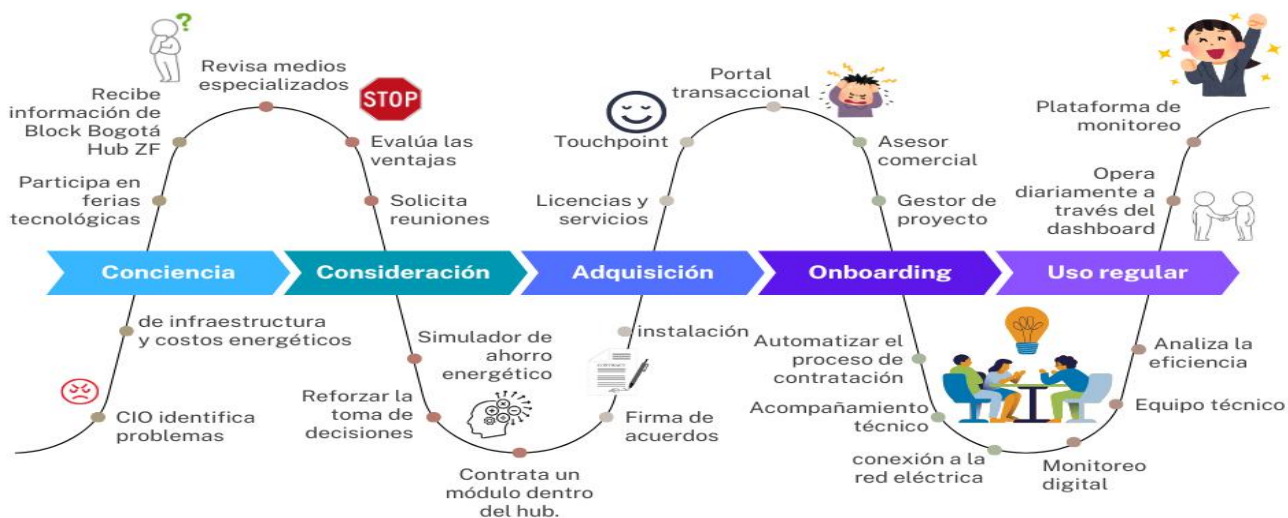 Revisa medios
especializados
Recibe
información de
Block Bogotá
Hub ZF
Participa en
ferias
tecnológicas
STOP
Evalúa las
ventajas
Solicita
reuniones
Portal
transaccional
Touchpoint
Licencias y
servicios
Asesor
comercial
Gestor de
proyecto
Plataforma de
monitoreo
Opera
diariamente a
través del
dashboard
Conciencia
Consideración
Adquisición
Onboarding
Uso regular
de infraestructura
y costos energéticos
CIO identifica
problemas
Simulador de
ahorro
energético
Reforzar la
toma de
decisiones
Contrata un
módulo dentro
del hub.
instalación
CONTRACT
Firma de
acuerdos
Automatizar el
proceso de
contratación
Acompañamiento
técnico
conexión a la
red eléctrica
Monitoreo
digital
Analiza la
eficiencia
Equipo técnico